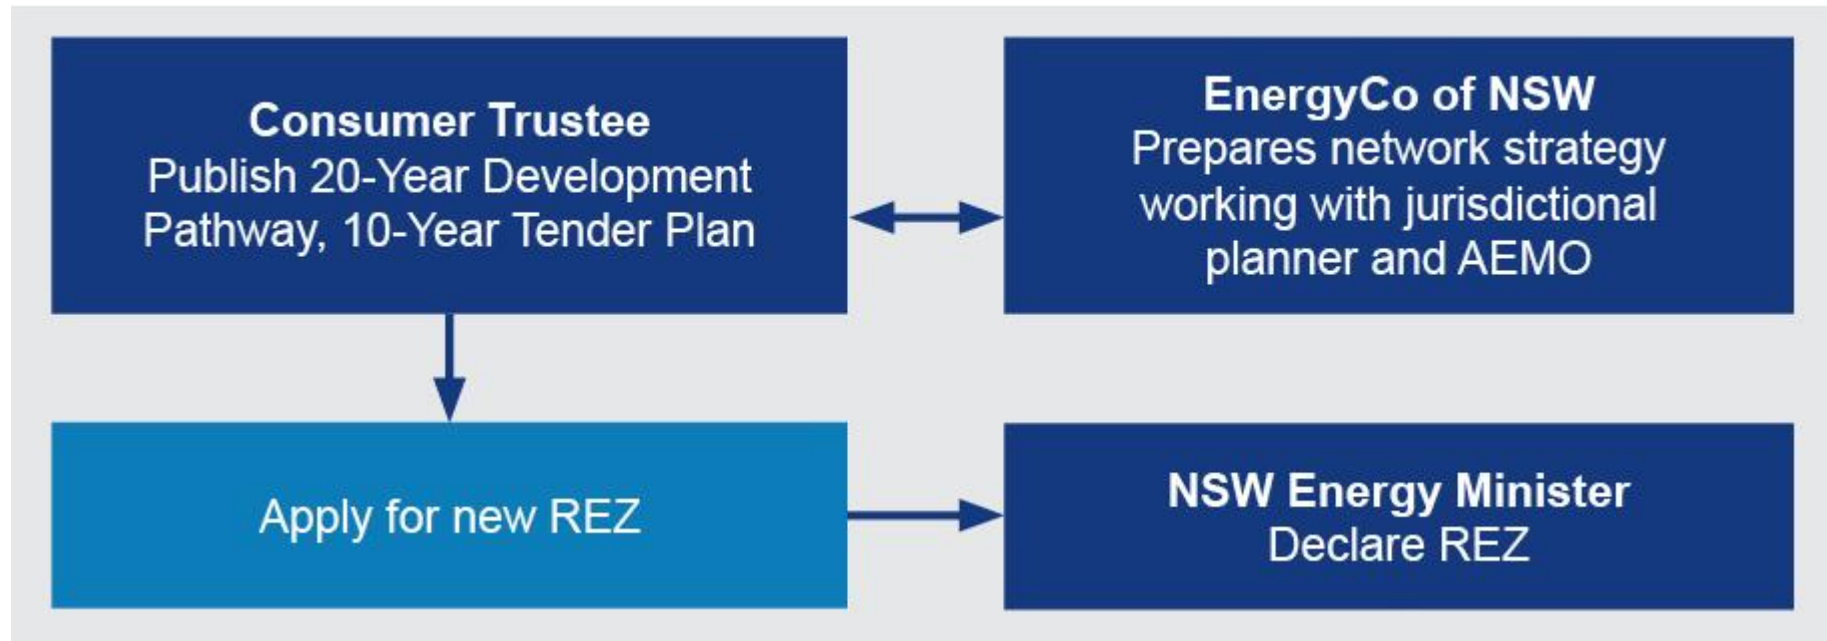 Consumer Trustee
Publish 20-Year Development
Pathway, 10-Year Tender Plan
EnergyCo of NSW
Prepares network strategy
working with jurisdictional
planner and AEMO
Apply for new REZ
NSW Energy Minister
Declare REZ